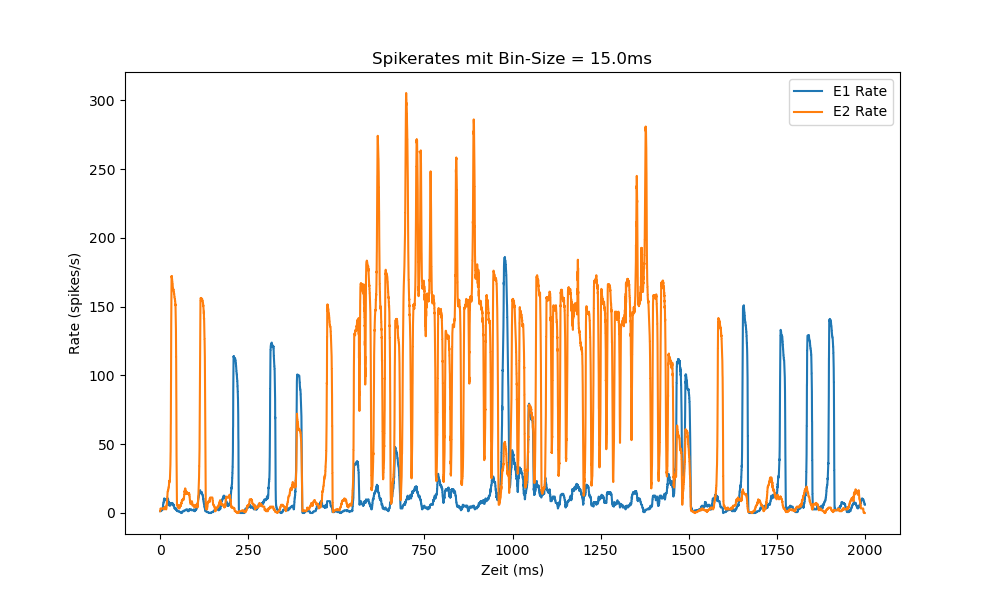 Spikerates mit Bin-Size = 15.0ms
E1 Rate
E2 Rate
300
250
200
150
100
50
0
Rate (spikes/s)
0 250 500 750 1000 1250 1500 1750 2000
Zeit (ms)